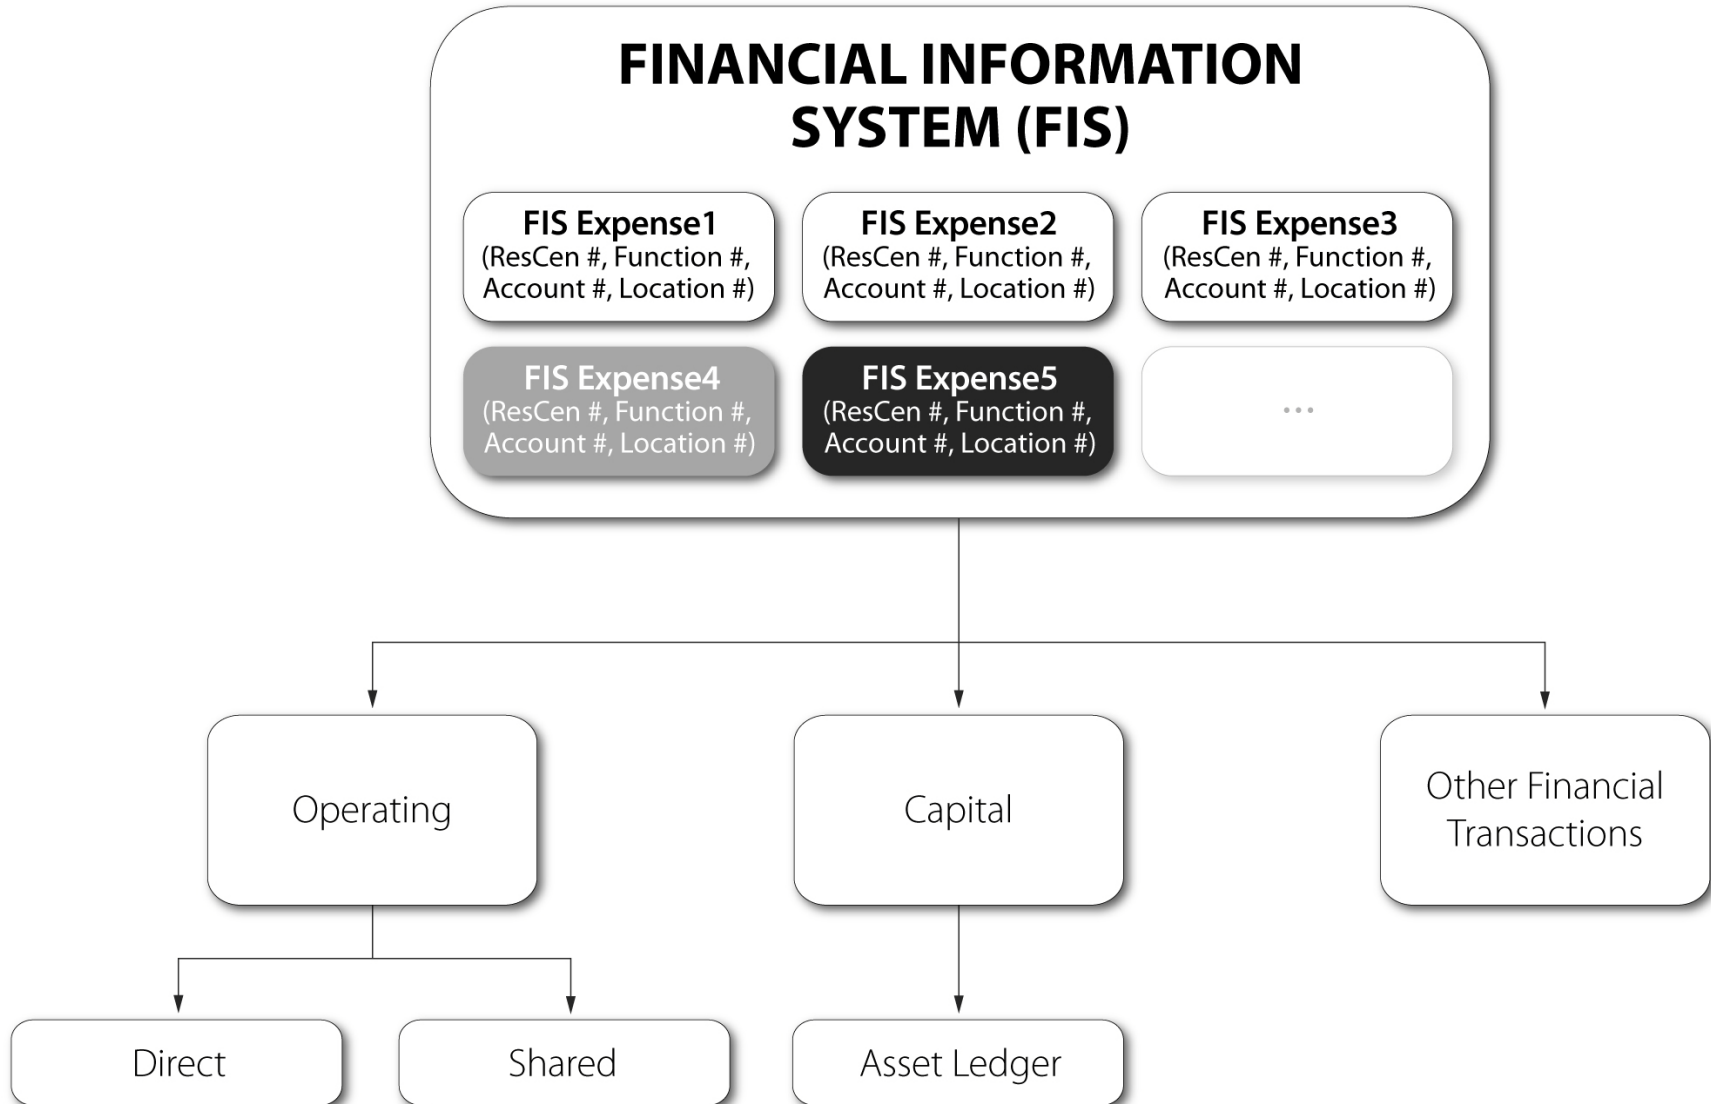 FINANCIAL INFORMATION
SYSTEM (FIS)
FIS Expense1
(ResCen #, Function #,
Account #, Location #)
FIS Expense2
(ResCen #, Function #,
Account #, Location #)
FIS Expense3
(ResCen #, Function #,
Account #, Location #)
FIS Expense4
(ResCen #, Function #,
Account #, Location #)
FIS Expense5
(ResCen #, Function #,
Account #, Location #)
...
Operating
Capital
Other Financial
Transactions
Direct
Shared
Asset Ledger